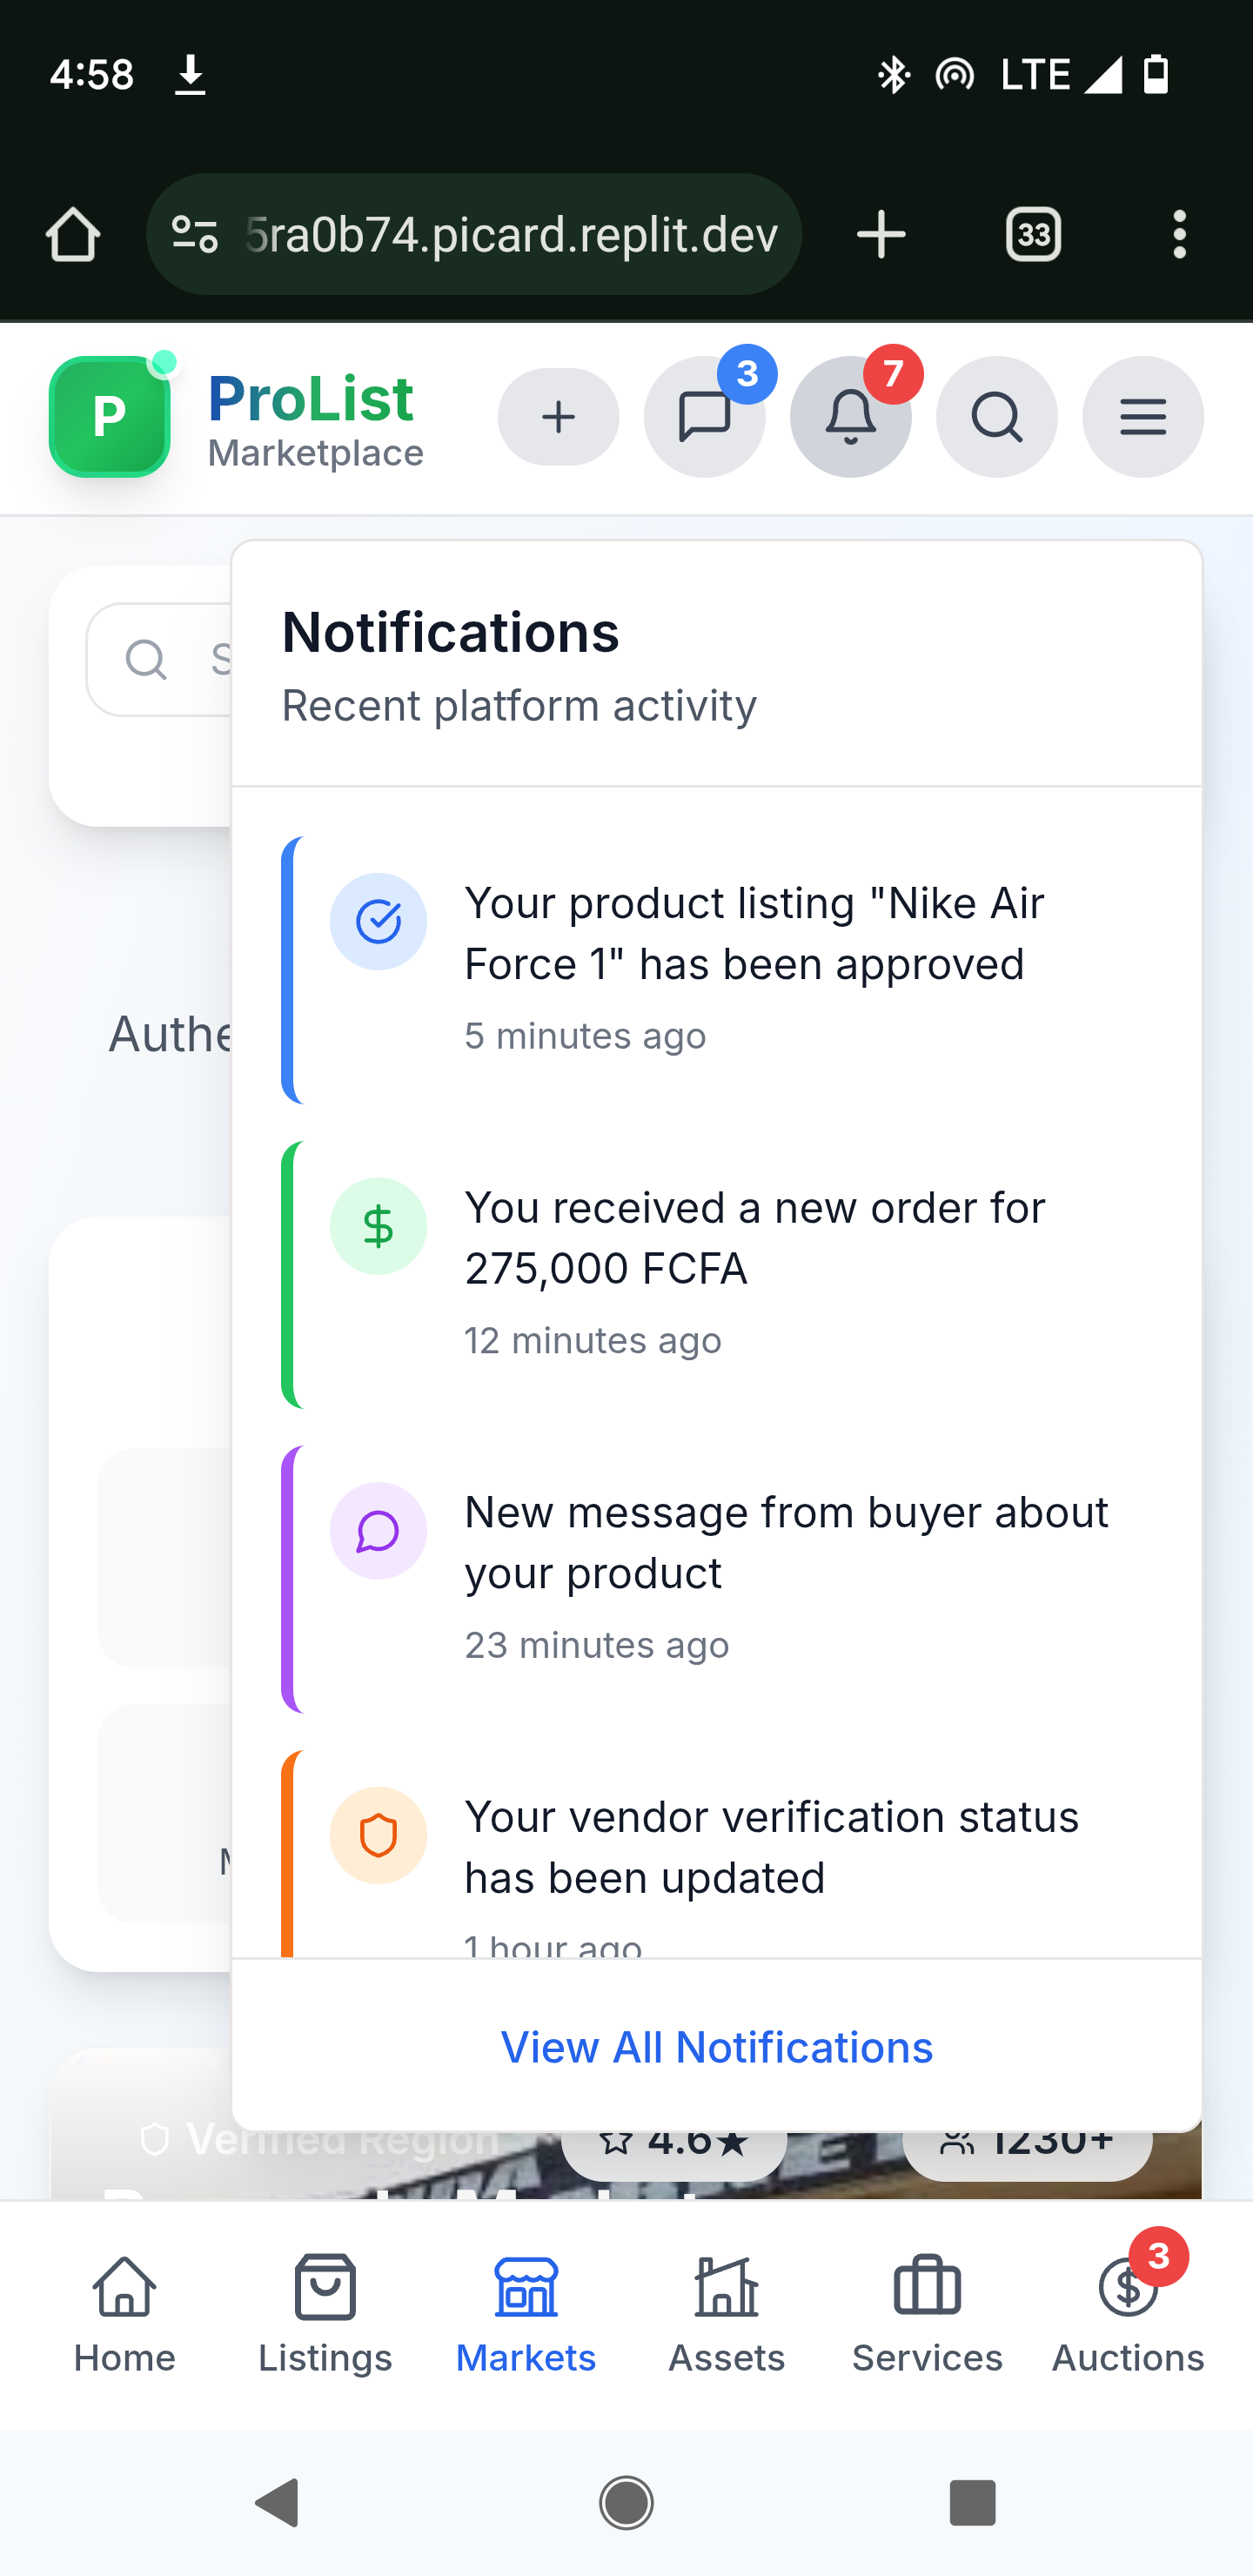 4:58 LTE
5ra0b74.picard.replit.dev 33
P ProList 3 7
Marketplace
Notifications
Recent platform activity
Your product listing "Nike Air
Force 1" has been approved
5 minutes ago
You received a new order for
275,000 FCFA
12 minutes ago
New message from buyer about
your product
23 minutes ago
Your vendor verification status
has been updated
1 hour ago
View All Notifications
Verified Region 4.6★ 1230+
3
Home Listings Markets Assets Services Auctions